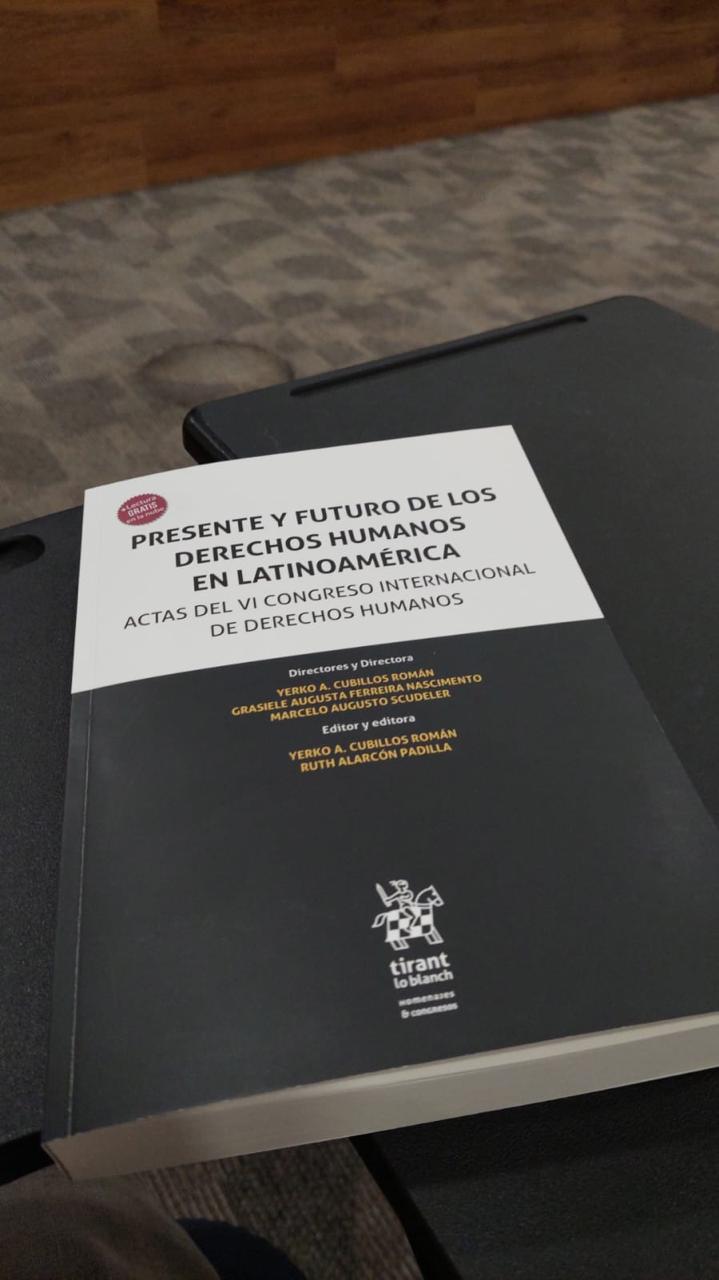 Lectura
GRATIS
en la nube
PRESENTE Y FUTURO DE LOS
DERECHOS HUMANOS
EN LATINOAMÉRICA
ACTAS DEL VI CONGRESO INTERNACIONAL
DE DERECHOS HUMANOS
Directores y Directora
YERKO A. CUBILLOS ROMÁN
GRASIELE AUGUSTA FERREIRA NASCIMENTO
MARCELO AUGUSTO SCUDELER
Editor y editora
YERKO A. CUBILLOS ROMÁN
RUTH ALARCÓN PADILLA
tirant
lo blanch
HOMENAJES
& CONGRESOS